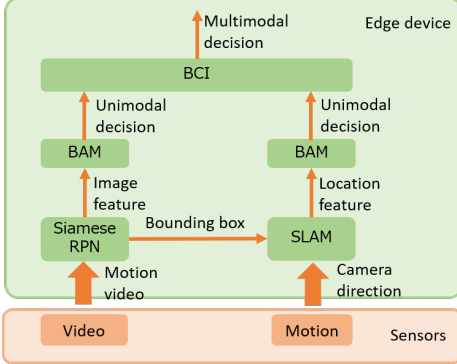 Multimodal
decision
Edge device
BCI
Unimodal
decision
Unimodal
decision
BAM
BAM
Image
feature
Location
feature
Siamese
RPN
Bounding box
SLAM
Motion
video
Camera
direction
Video
Motion
Sensors